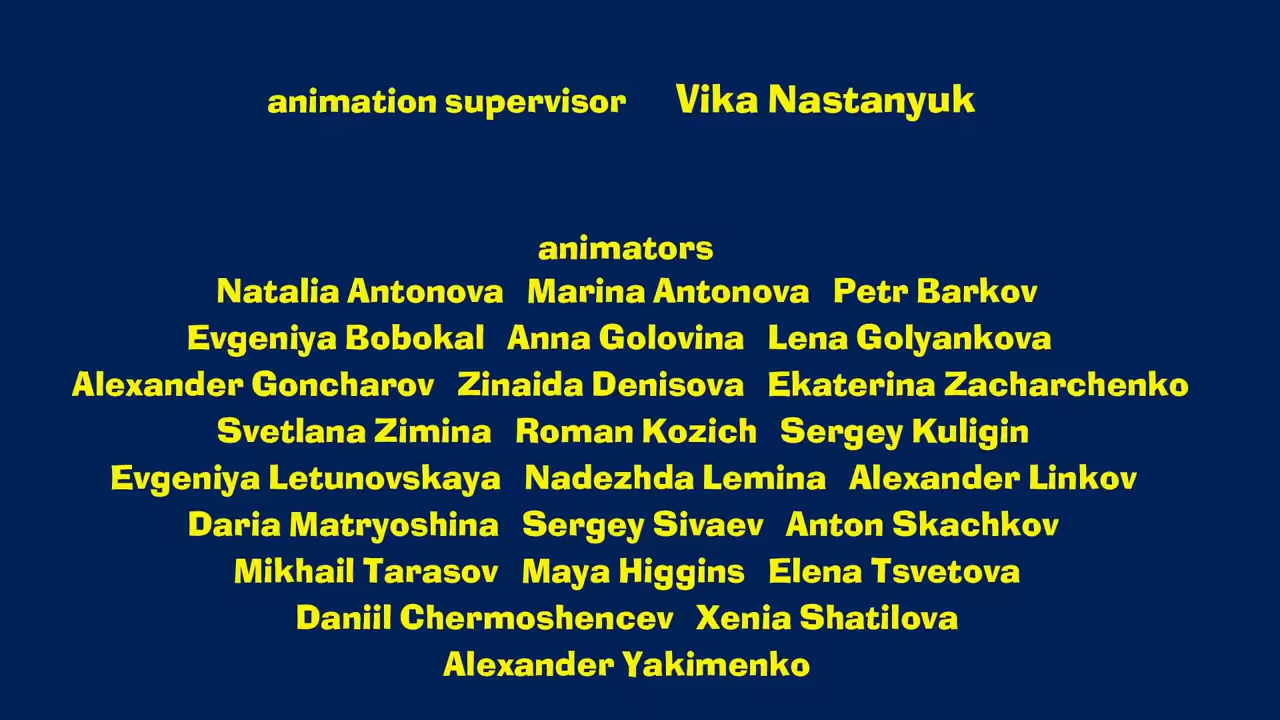 animation supervisor Vika Nastanyuk
animators
Natalia Antonova Marina Antonova Petr Barkov
Evgeniya Bobokal Anna Golovina Lena Golyankova
Alexander Goncharov Zinaida Denisova Ekaterina Zacharchenko
Svetlana Zimina Roman Kozich Sergey Kuligin
Evgeniya Letunovskaya Nadezhda Lemina Alexander Linkov
Daria Matryoshina Sergey Sivaev Anton Skachkov
Mikhail Tarasov Maya Higgins Elena Tsvetova
Daniil Chermoshencev Xenia Shatilova
Alexander Yakimenko